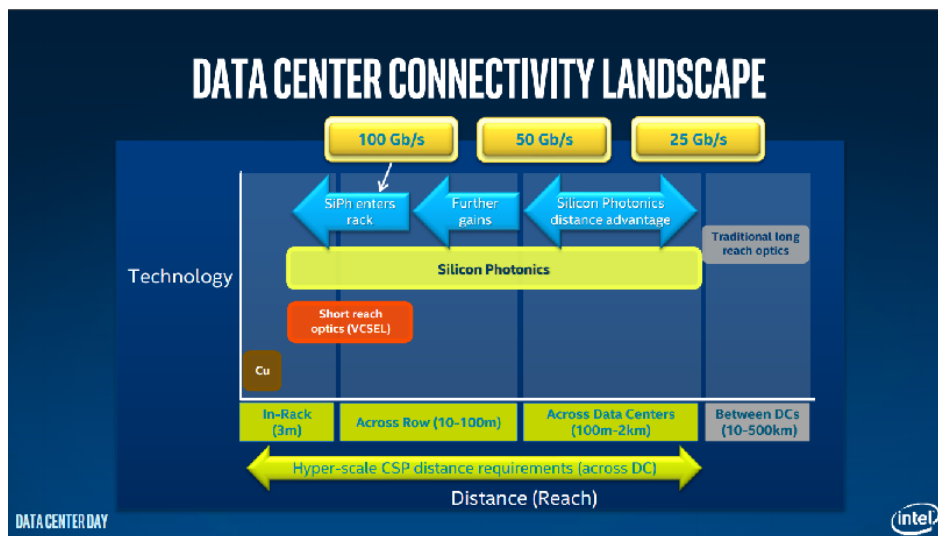 DATA CENTER CONNECTIVITY LANDSCAPE
100 Gb/s
50 Gb/s
25 Gb/s
SiPh enters
rack
Further
gains
Silicon Photonics
distance advantage
Traditional long
reach optics
Silicon Photonics
Technology
Short reach
optics (VCSEL)
Cu
In-Rack
(3m)
Across Row (10-100m)
Across Data Centers
(100m-2km)
Between DCs
(10-500km)
Hyper-scale CSP distance requirements (across DC)
Distance (Reach)
DATA CENTER DAY
intel